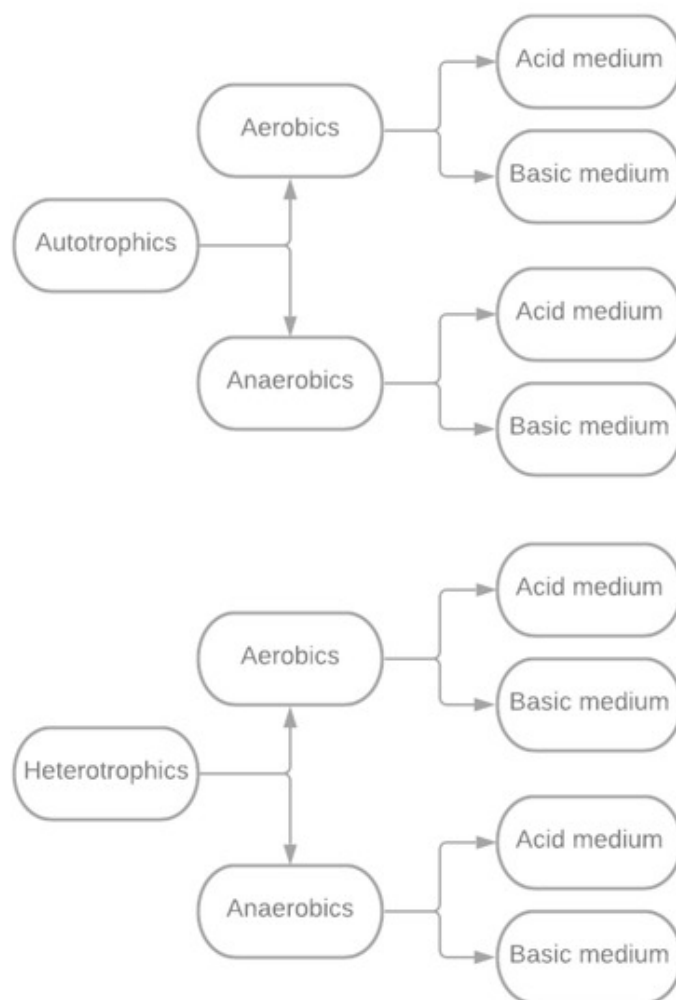 Acid medium
Aerobics
Basic medium
Autotrophics
Acid medium
Anaerobics
Basic medium
Acid medium
Aerobics
Basic medium
Heterotrophics
Acid medium
Anaerobics
Basic medium